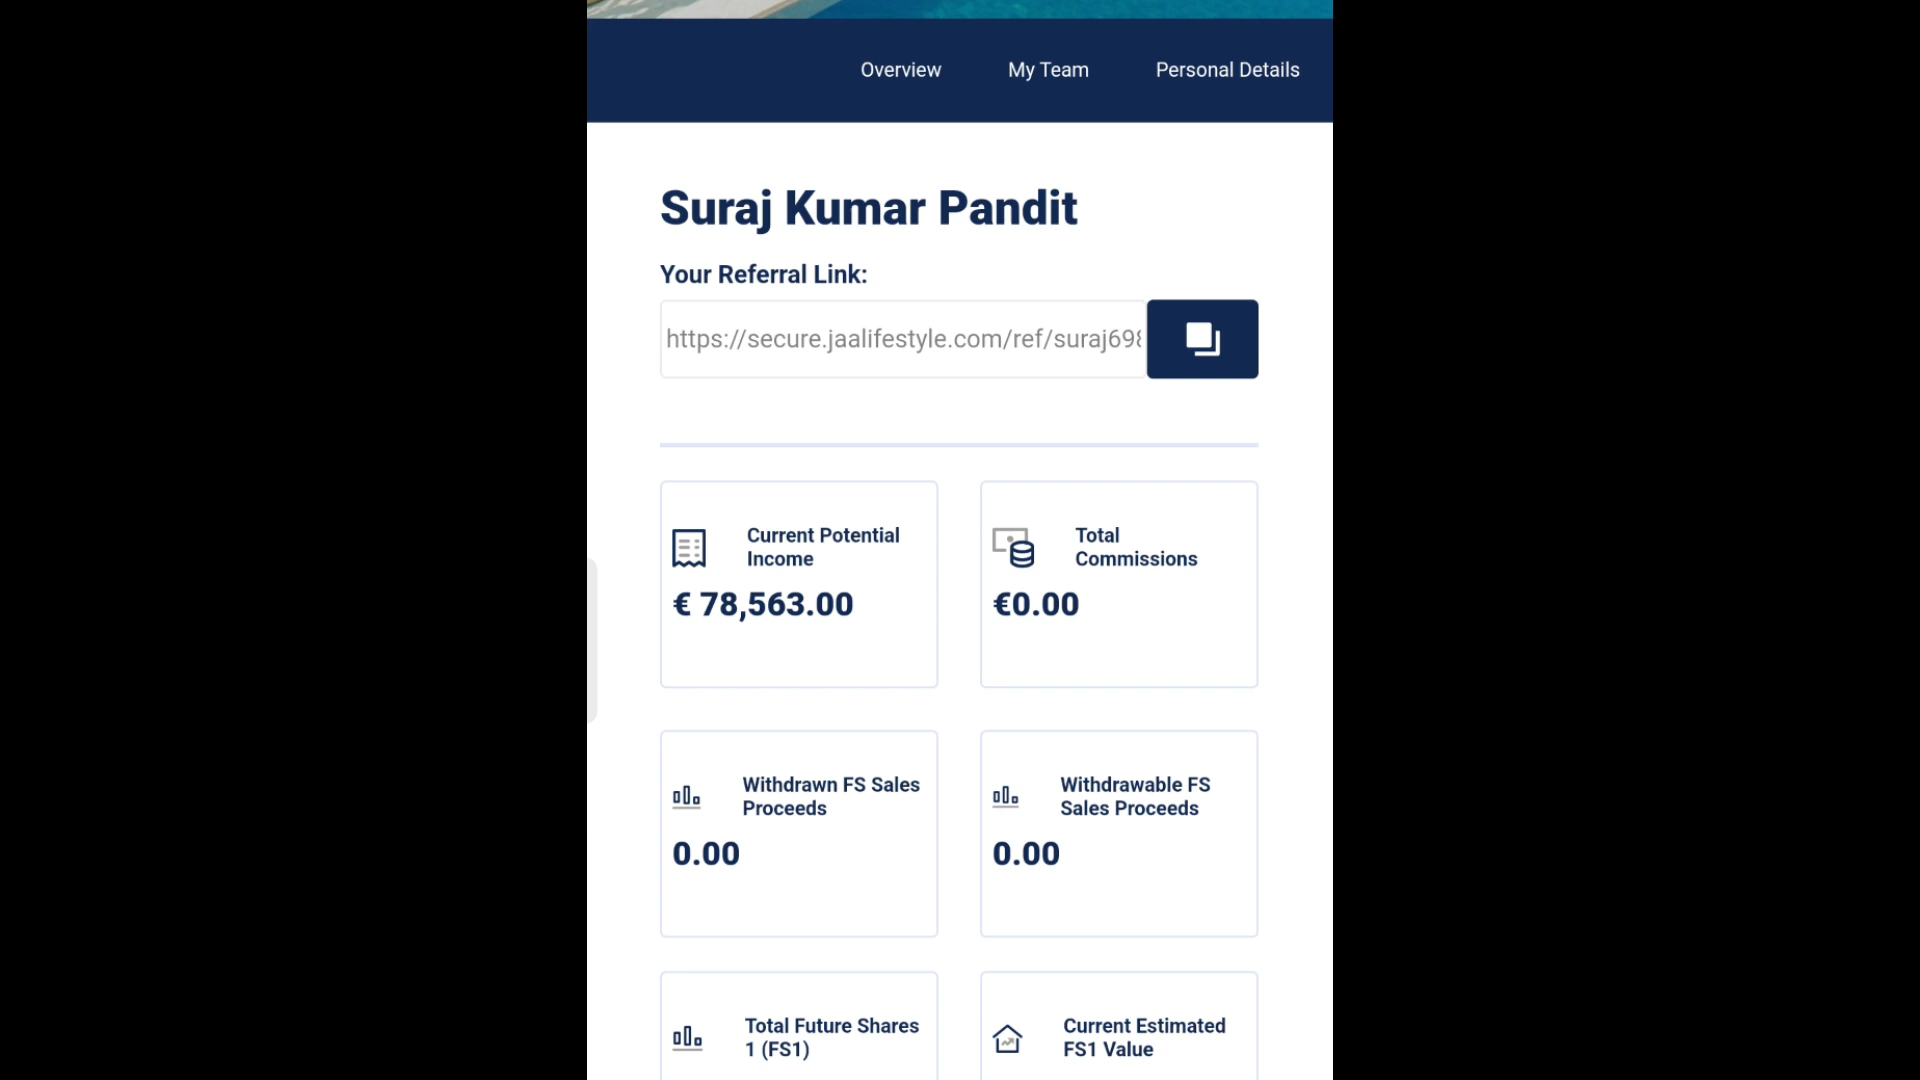 Overview My Team Personal Details
Suraj Kumar Pandit
Your Referral Link:
https://secure.jaalifestyle.com/ref/suraj698
Current Potential
Income
€ 78,563.00
Total
Commissions
€0.00
Withdrawn FS Sales
Proceeds
0.00
Withdrawable FS
Sales Proceeds
0.00
Total Future Shares
1 (FS1)
Current Estimated
FS1 Value